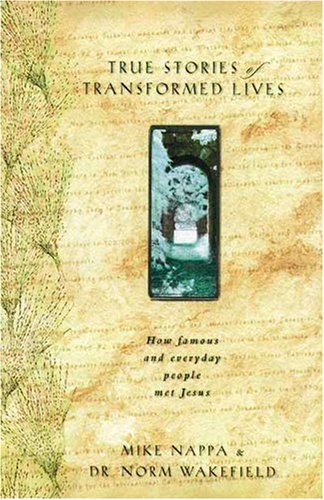 TRUE STORIES of
TRANSFORMED LIVES
How famous
and everyday
people
met Jesus
MIKE NAPPA &
DR. NORM WAKEFIELD